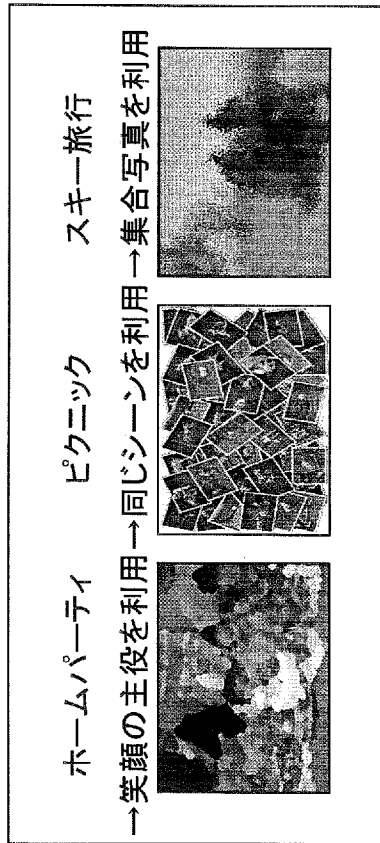 ホームパーティ
→笑顔の主役を利用
ピクニック
→同じシーンを利用
スキー旅行
→集合写真を利用